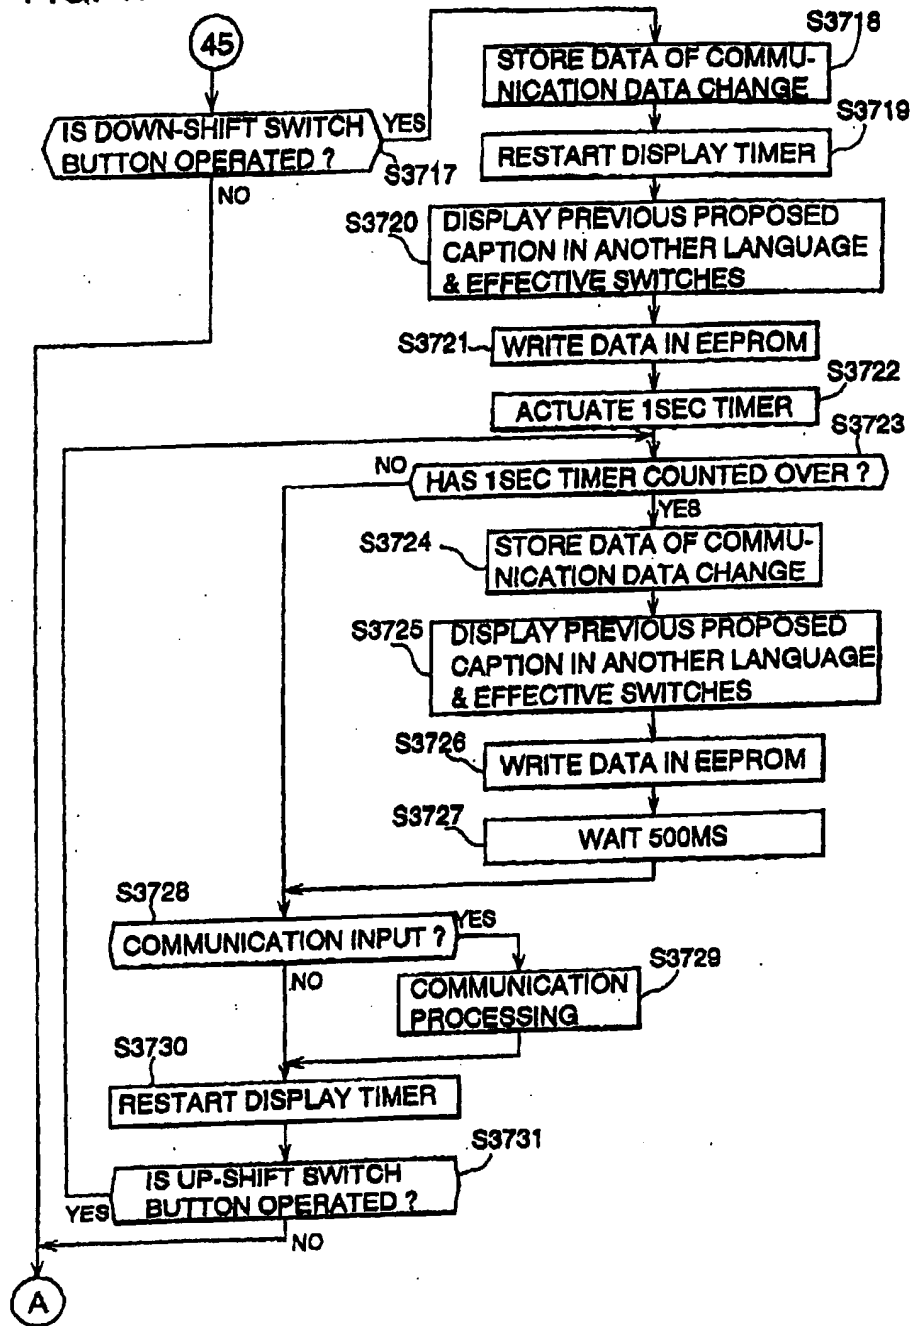 45
IS DOWN-SHIFT SWITCH
BUTTON OPERATED ?
YES
S3717
NO
S3718
STORE DATA OF COMMU-
NICATION DATA CHANGE
S3719
RESTART DISPLAY TIMER
S3720
DISPLAY PREVIOUS PROPOSED
CAPTION IN ANOTHER LANGUAGE
& EFFECTIVE SWITCHES
S3721
WRITE DATA IN EEPROM
S3722
ACTUATE 1SEC TIMER
S3723
NO
HAS 1SEC TIMER COUNTED OVER ?
YES
S3724
STORE DATA OF COMMU-
NICATION DATA CHANGE
S3725
DISPLAY PREVIOUS PROPOSED
CAPTION IN ANOTHER LANGUAGE
& EFFECTIVE SWITCHES
S3726
WRITE DATA IN EEPROM
S3727
WAIT 500MS
S3728
COMMUNICATION INPUT ?
YES
NO
S3729
COMMUNICATION
PROCESSING
S3730
RESTART DISPLAY TIMER
S3731
IS UP-SHIFT SWITCH
BUTTON OPERATED ?
YES
NO
A